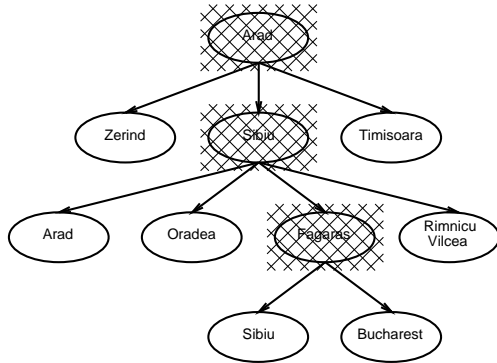 Arad
Zerind
Sibiu
Timisoara
Arad
Oradea
Fagaras
Rimnicu
Vilcea
Sibiu
Bucharest